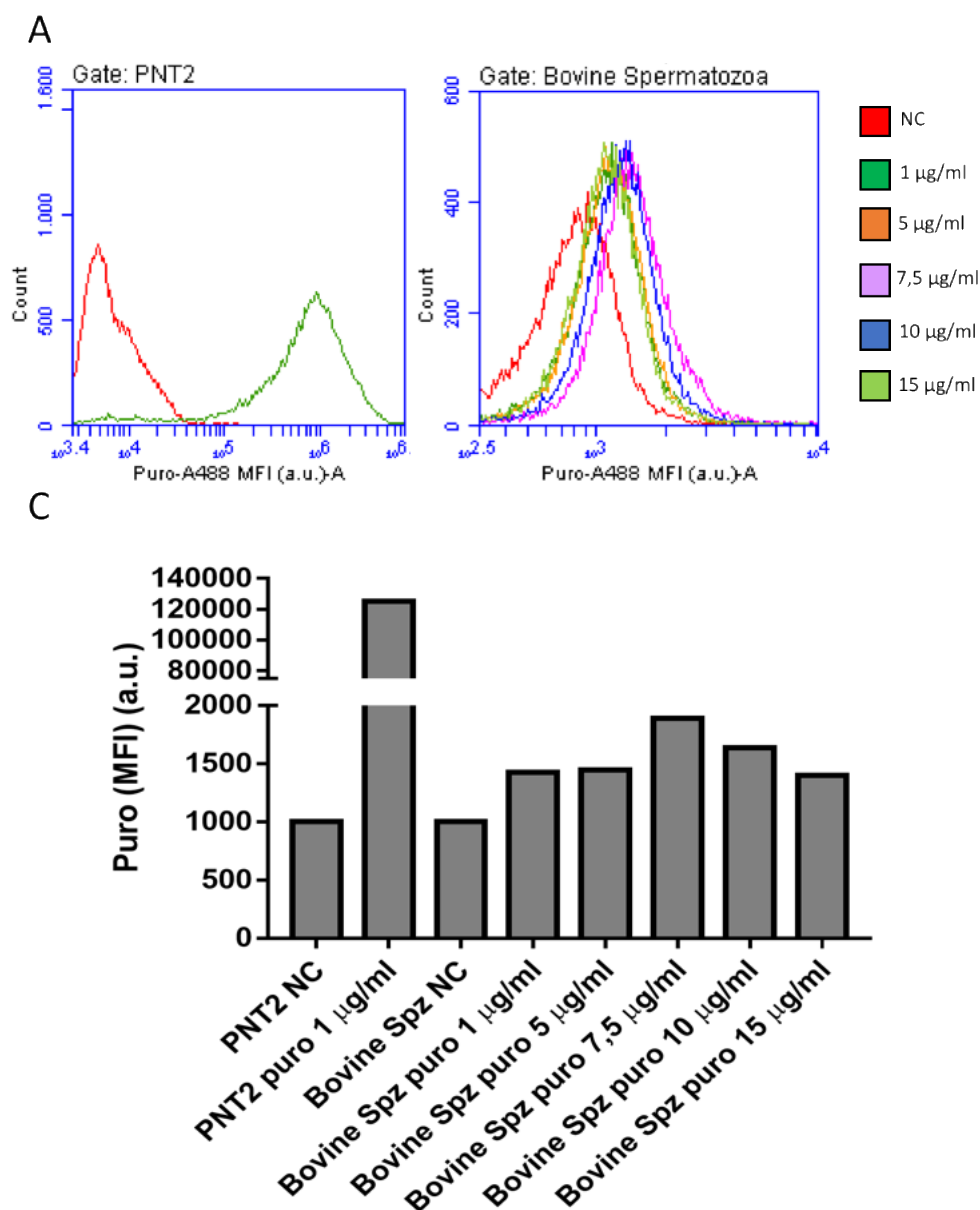 A
Gate: PNT2
1.600
1.000
500
0
Count
10^3.4 10^4 10^5 10^6
Puro-A488 MFI (a.u.)-A
Gate: Bovine Spermatozoa
600
400
200
0
Count
10^2.5 10^3 10^4
Puro-A488 MFI (a.u.)-A
NC
1 µg/ml
5 µg/ml
7,5 µg/ml
10 µg/ml
15 µg/ml
C
140000
120000
100000
80000
2000
1500
1000
500
0
Puro (MFI) (a.u.)
PNT2 NC
PNT2 puro 1 µg/ml
Bovine Spz NC
Bovine Spz puro 1 µg/ml
Bovine Spz puro 5 µg/ml
Bovine Spz puro 7,5 µg/ml
Bovine Spz puro 10 µg/ml
Bovine Spz puro 15 µg/ml